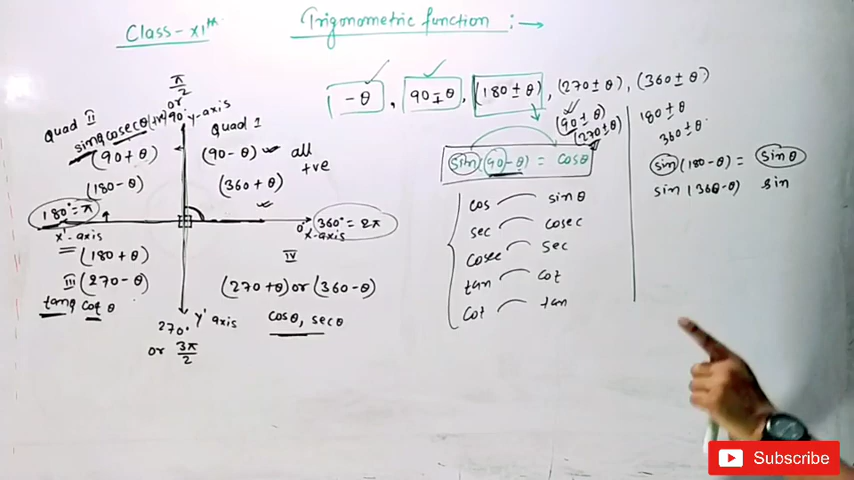 Class-XIth
Trigonometric function :→
-θ, 90±θ, (180±θ), (270±θ), (360±θ)
π/2
or
90°
y-axis
Quad II
sinθ cosecθ(+ve)
(90+θ)
(180-θ)
Quad 1
(90-θ)
all
+ve
(360+θ)
180°=π
x'-axis
0°
360°=2π
x-axis
(180+θ)
III (270-θ)
tanθ cotθ
IV
(270+θ)or(360-θ)
cosθ, secθ
270°
y' axis
or 3π/2
(90±θ)
(270±θ)
sin(90-θ) = cosθ
cos sinθ
sec cosec
cosec sec
tan cot
cot tan
180±θ
360±θ
sin(180-θ) = sinθ
sin(360-θ) sin
Subscribe